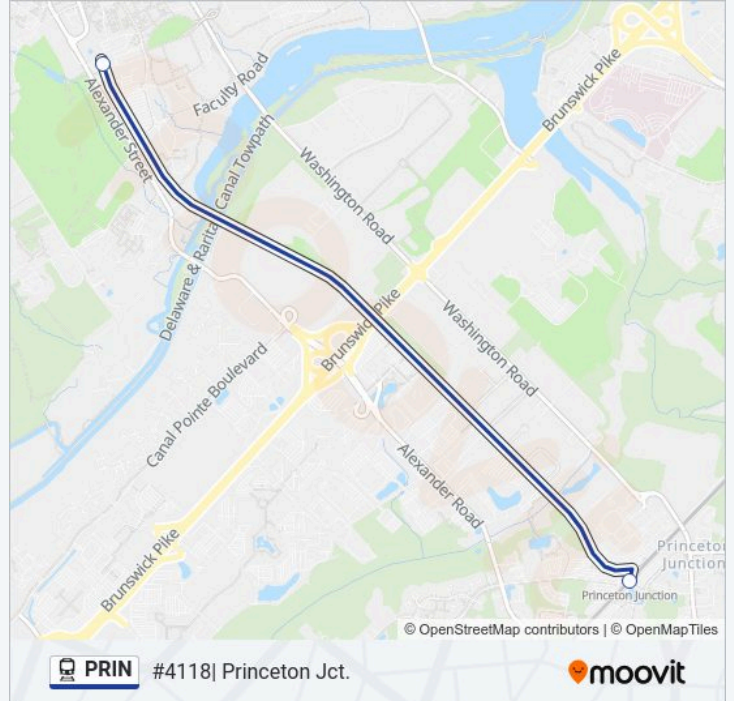 Faculty Road
Alexander Street
Brunswick Pike
Delaware & Raritan Canal Towpath
Washington Road
Brunswick Pike
Washington Road
Canal Pointe Boulevard
Alexander Road
Brunswick Pike
Princeton
Junction
Princeton Junction
© OpenStreetMap contributors | © OpenMapTiles
PRIN #4118| Princeton Jct.
moovit